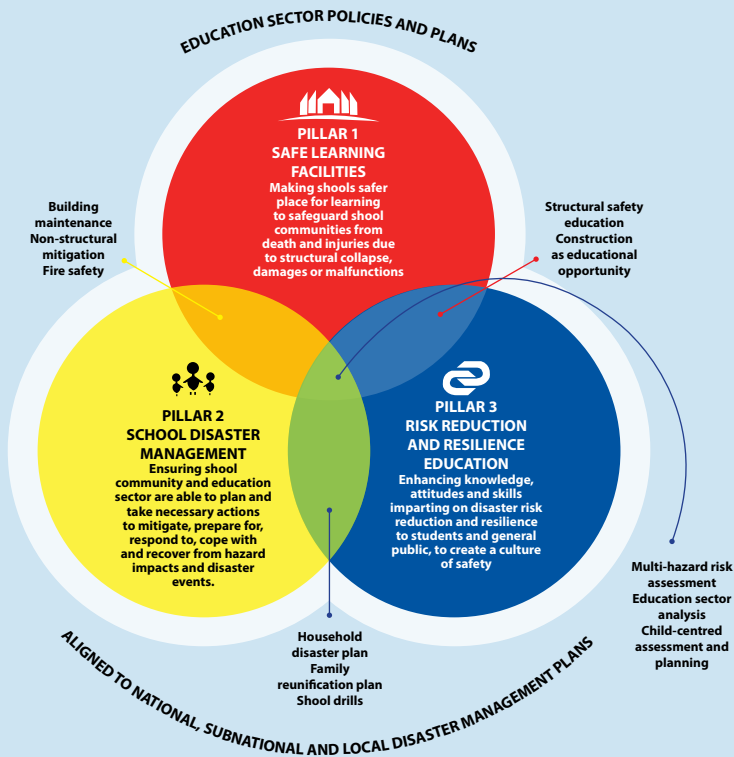 EDUCATION SECTOR POLICIES AND PLANS
PILLAR 1
SAFE LEARNING
FACILITIES
Making shools safer
place for learning
to safeguard shool
communities from
death and injuries due
to structural collapse,
damages or malfunctions
Building
maintenance
Non-structural
mitigation
Fire safety
Structural safety
education
Construction
as educational
opportunity
PILLAR 2
SCHOOL DISASTER
MANAGEMENT
Ensuring shool
community and education
sector are able to plan and
take necessary actions
to mitigate, prepare for,
respond to, cope with
and recover from hazard
impacts and disaster
events.
PILLAR 3
RISK REDUCTION
AND RESILIENCE
EDUCATION
Enhancing knowledge,
attitudes and skills
imparting on disaster risk
reduction and resilience
to students and general
public, to create a culture
of safety
Multi-hazard risk
assessment
Education sector
analysis
Child-centred
assessment and
planning
Household
disaster plan
Family
reunification plan
Shool drills
ALIGNED TO NATIONAL, SUBNATIONAL AND LOCAL DISASTER MANAGEMENT PLANS